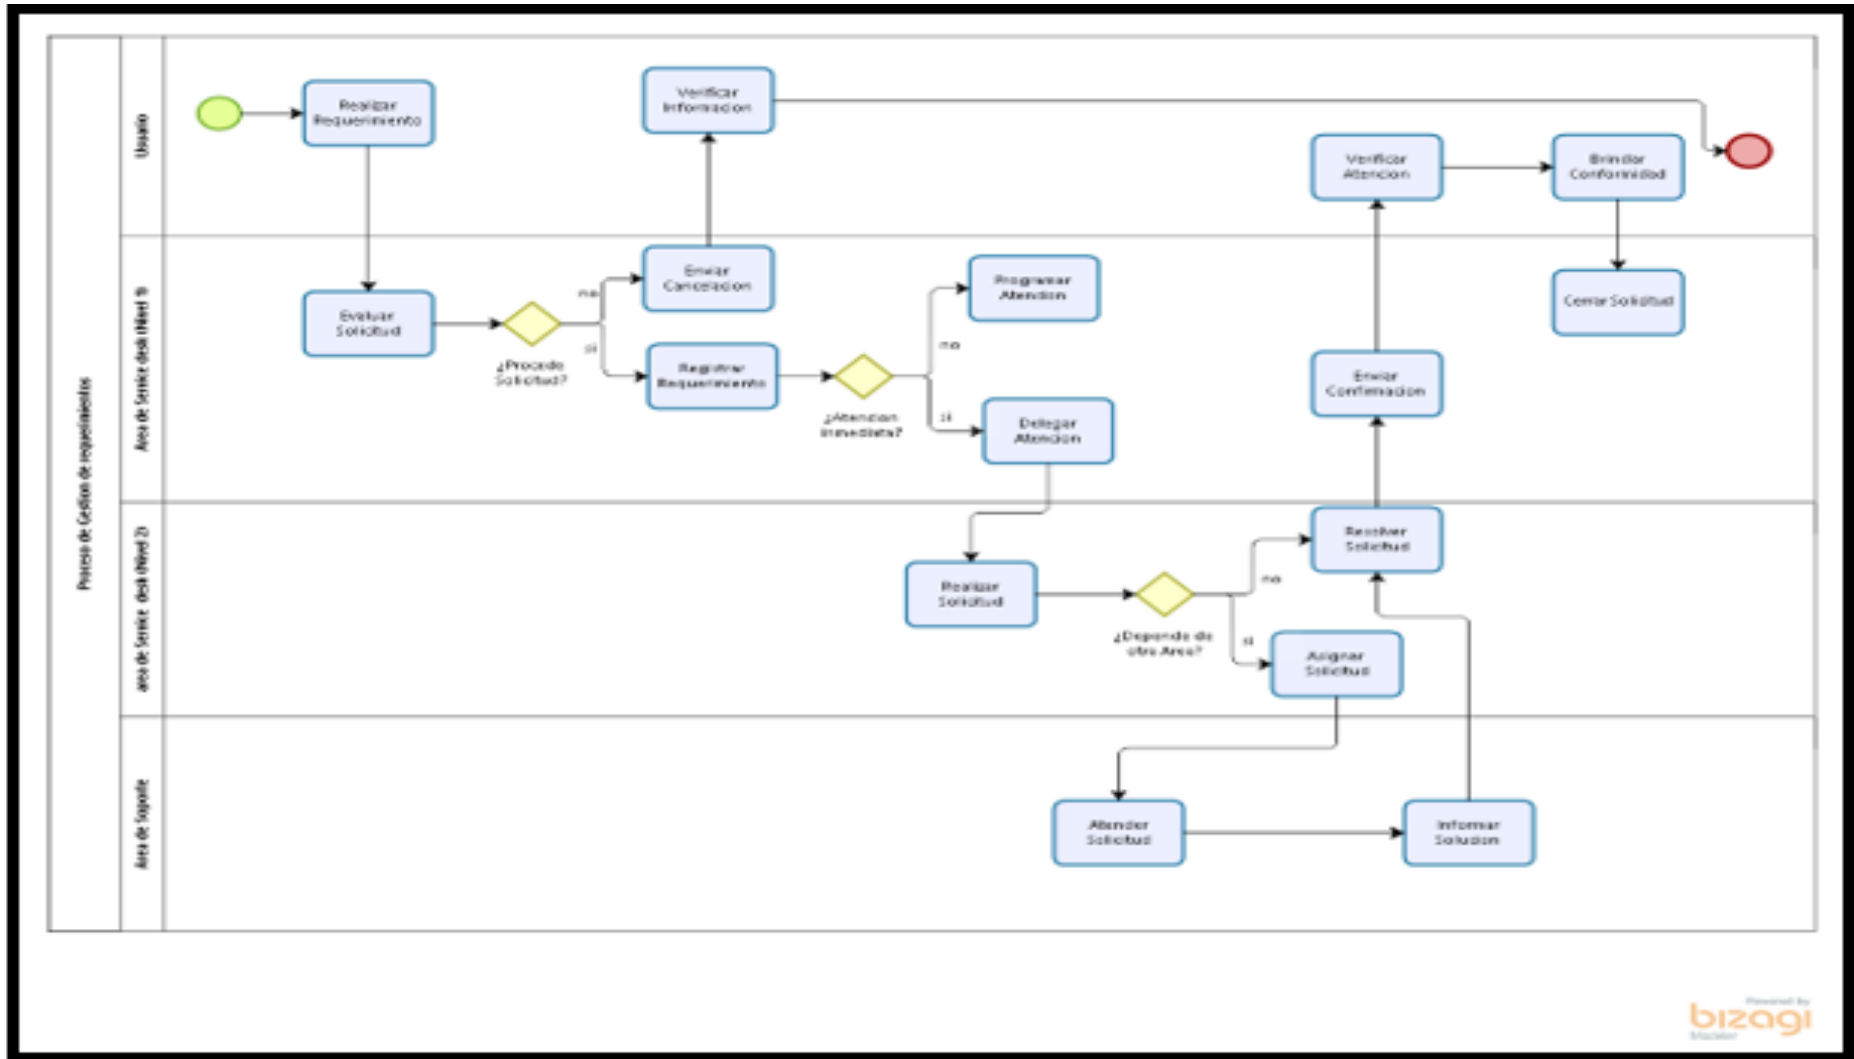 Proceso de Gestion de requerimientos
Usuario
Area de Service desk (Nivel 1)
area de Service desk (Nivel 2)
Area de Soporte
Realizar
Requerimiento
Verificar
Informacion
Verificar
Atencion
Brindar
Conformidad
Evaluar
Solicitud
¿Procede
Solicitud?
no
si
Enviar
Cancelacion
Registrar
Requerimiento
¿Atencion
inmediata?
no
si
Programar
Atencion
Delegar
Atencion
Enviar
Confirmacion
Cerrar Solicitud
Realizar
Solicitud
¿Depende de
otra Area?
no
si
Resolver
Solicitud
Asignar
Solicitud
Atender
Solicitud
Informar
Solucion
Powered by
bizagi
Modeler